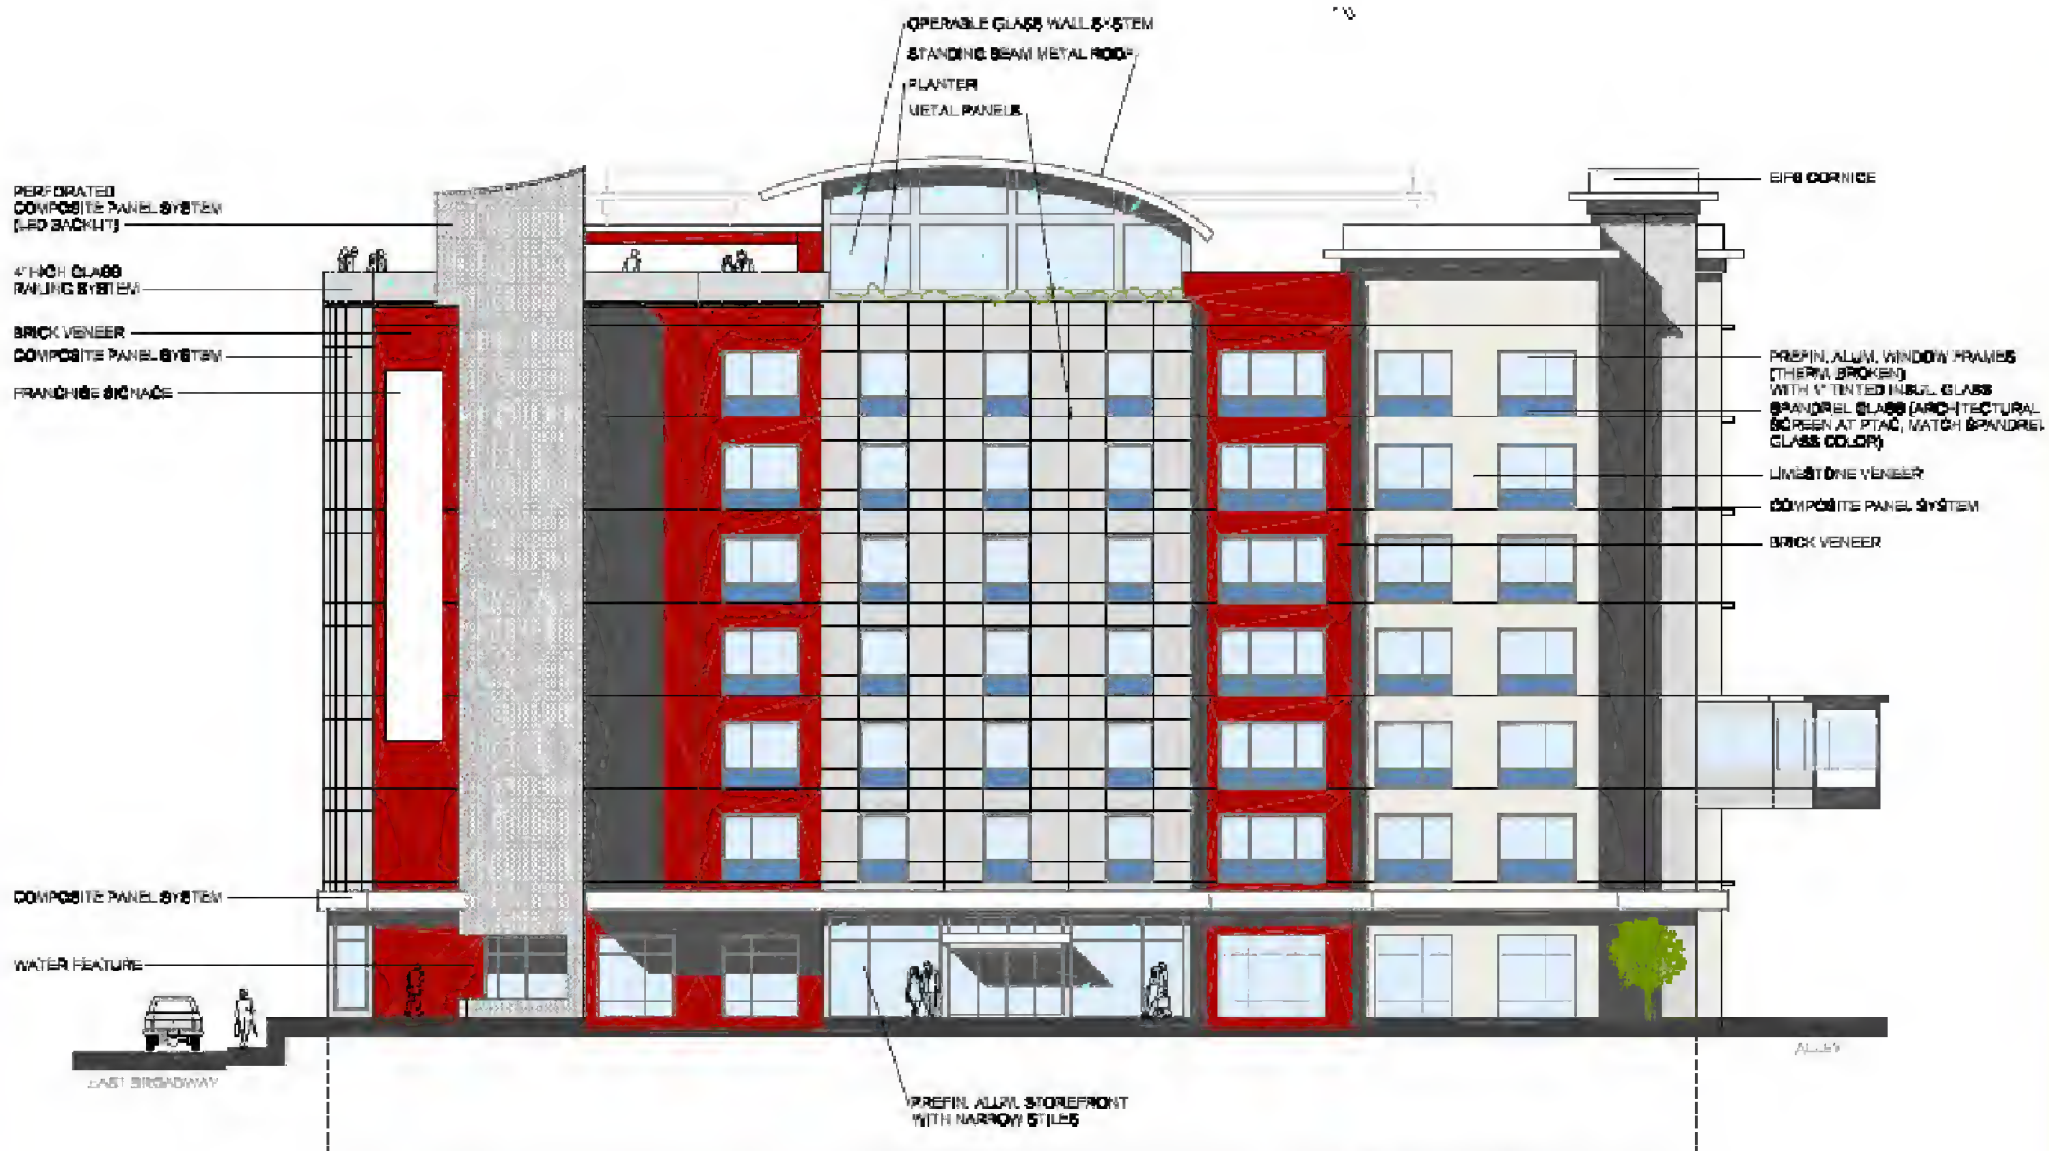 OPERABLE GLASS WALL SYSTEM
STANDING SEAM METAL ROOF
PLANTER
METAL PANELS
PERFORATED
COMPOSITE PANEL SYSTEM
(LED BACKLIT)
4' HIGH GLASS
RAILING SYSTEM
BRICK VENEER
COMPOSITE PANEL SYSTEM
FRANCHISE SIGNAGE
COMPOSITE PANEL SYSTEM
WATER FEATURE
EAST BROADWAY
EIFS CORNICE
PREFIN. ALUM. WINDOW FRAMES
(THERM. BROKEN)
WITH 1" TINTED INSUL. GLASS
SPANDREL GLASS (ARCHITECTURAL
SCREEN AT PTAC, MATCH SPANDREL
GLASS COLOR)
LIMESTONE VENEER
COMPOSITE PANEL SYSTEM
BRICK VENEER
ALLEY
PREFIN. ALUM. STOREFRONT
WITH NARROW STILES